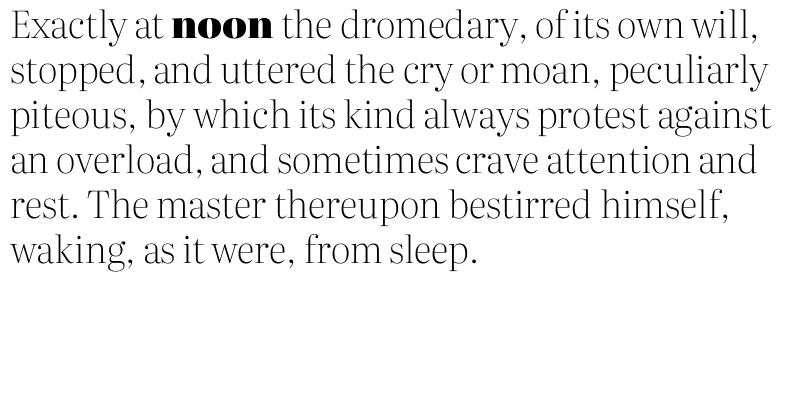 Exactly at noon the dromedary, of its own will,
stopped, and uttered the cry or moan, peculiarly
piteous, by which its kind always protest against
an overload, and sometimes crave attention and
rest. The master thereupon bestirred himself,
waking, as it were, from sleep.